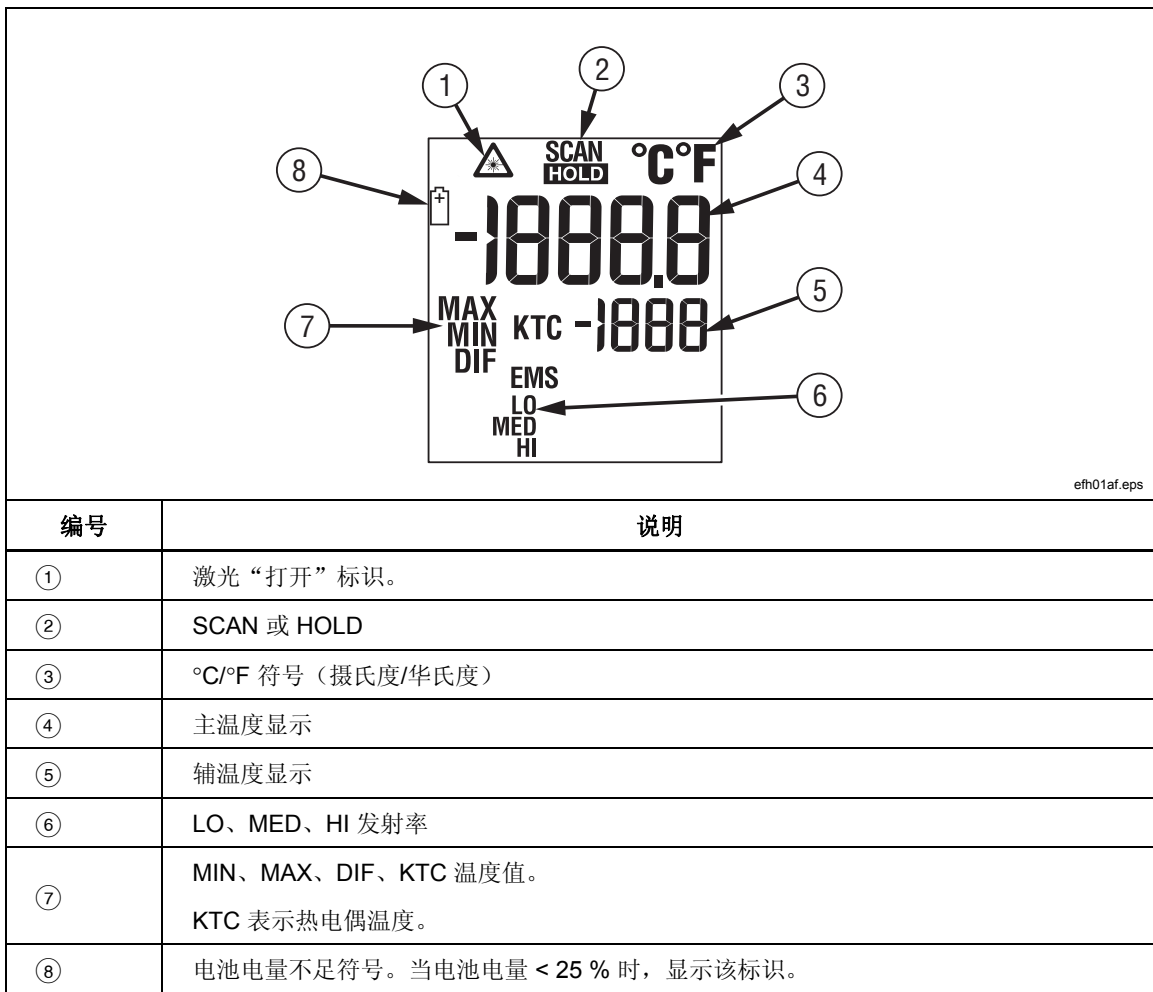 1
2
3
8
SCAN
HOLD
°C°F
4
+
-1888.8
5
7
MAX
MIN
DIF
KTC -1888
EMS
LO
MED
HI
6
efh01af.eps
编号 说明
① 激光“打开”标识。
② SCAN 或 HOLD
③ °C/°F 符号（摄氏度/华氏度）
④ 主温度显示
⑤ 辅温度显示
⑥ LO、MED、HI 发射率
⑦ MIN、MAX、DIF、KTC 温度值。
KTC 表示热电偶温度。
⑧ 电池电量不足符号。当电池电量 < 25 % 时，显示该标识。